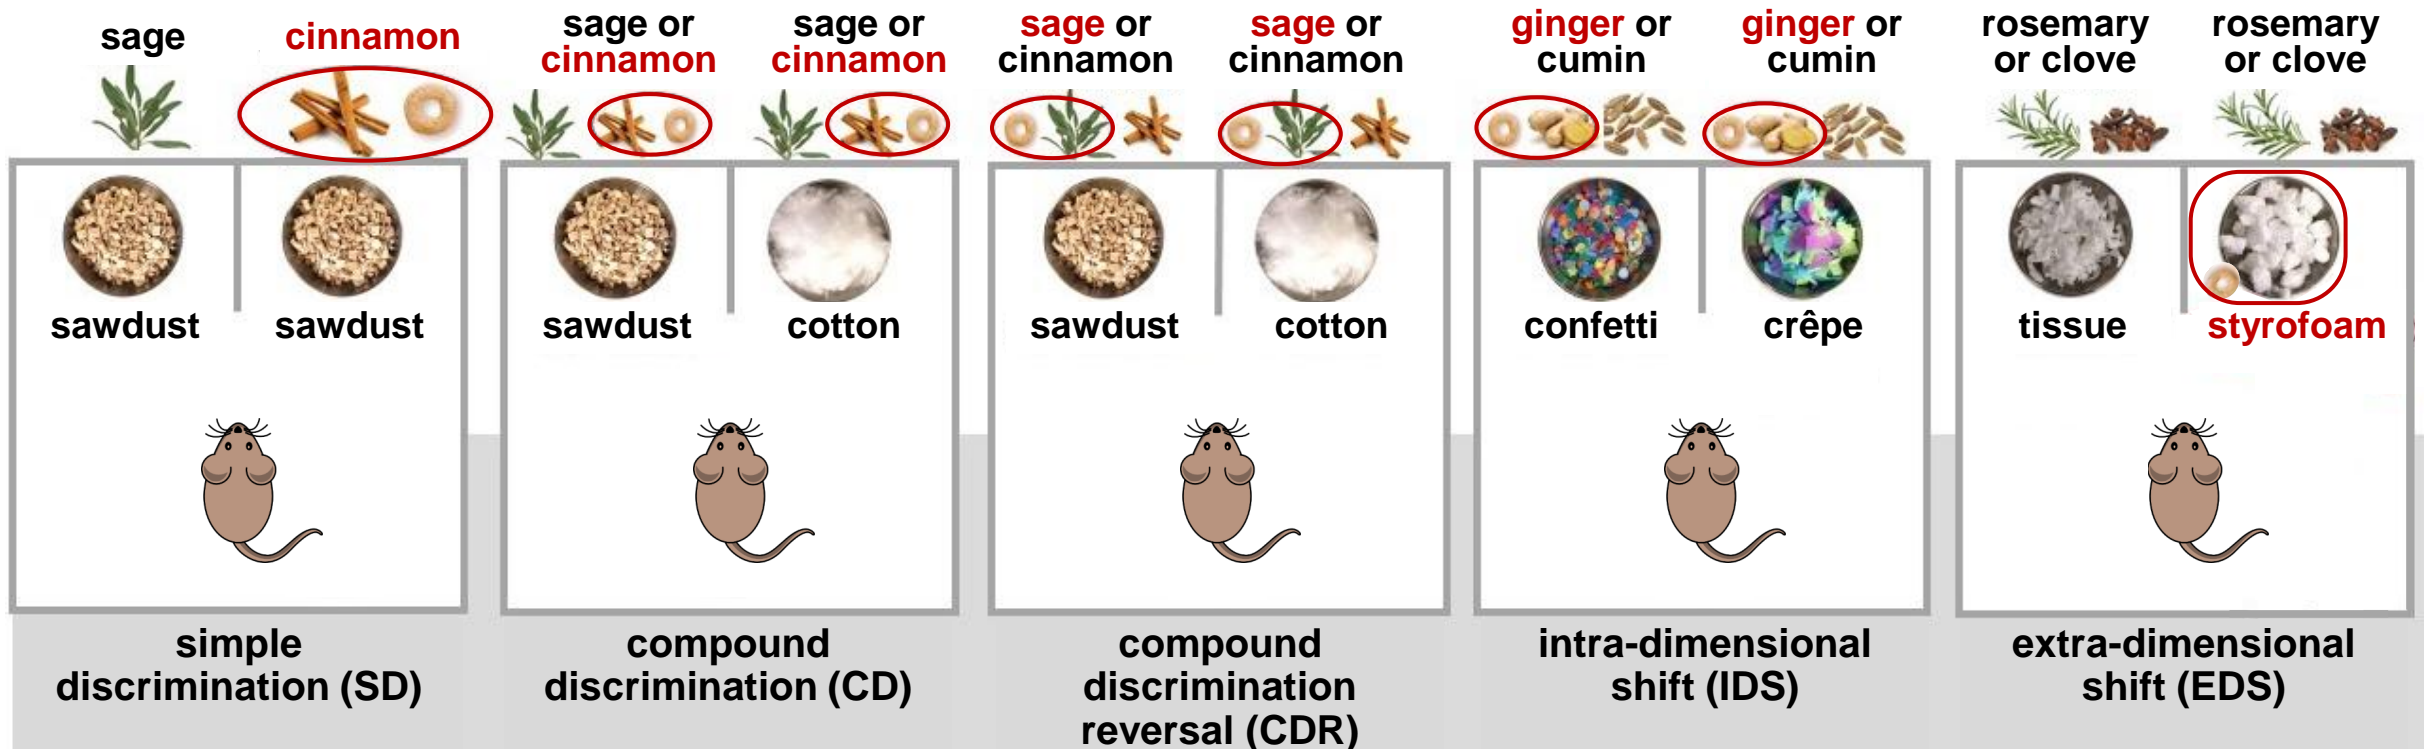 sage
cinnamon
sage or
cinnamon
sage or
cinnamon
sage or
cinnamon
sage or
cinnamon
ginger or
cumin
ginger or
cumin
rosemary
or clove
rosemary
or clove
sawdust
sawdust
sawdust
cotton
sawdust
cotton
confetti
crêpe
tissue
styrofoam
simple
discrimination (SD)
compound
discrimination (CD)
compound
discrimination
reversal (CDR)
intra-dimensional
shift (IDS)
extra-dimensional
shift (EDS)